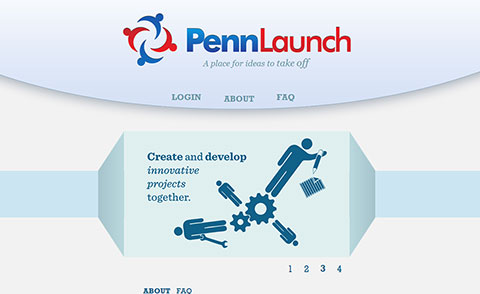 PennLaunch
A place for ideas to take off
LOGIN ABOUT FAQ
Create and develop
innovative
projects
together.
1 2 3 4
ABOUT FAQ